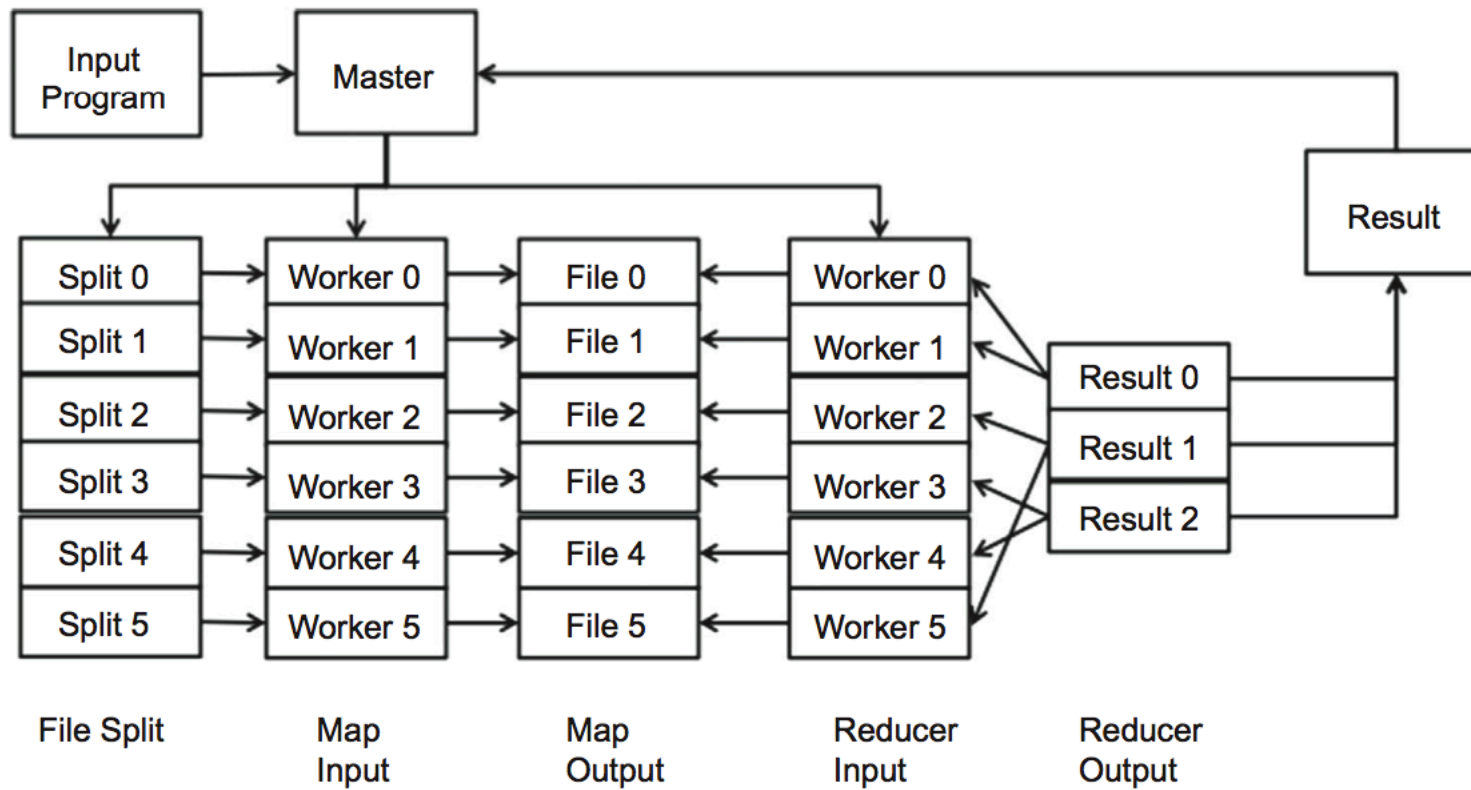 Input
Program
Master
Result
Split 0
Worker 0
File 0
Worker 0
Split 1
Worker 1
File 1
Worker 1
Result 0
Split 2
Worker 2
File 2
Worker 2
Result 1
Split 3
Worker 3
File 3
Worker 3
Result 2
Split 4
Worker 4
File 4
Worker 4
Split 5
Worker 5
File 5
Worker 5
File Split
Map
Input
Map
Output
Reducer
Input
Reducer
Output